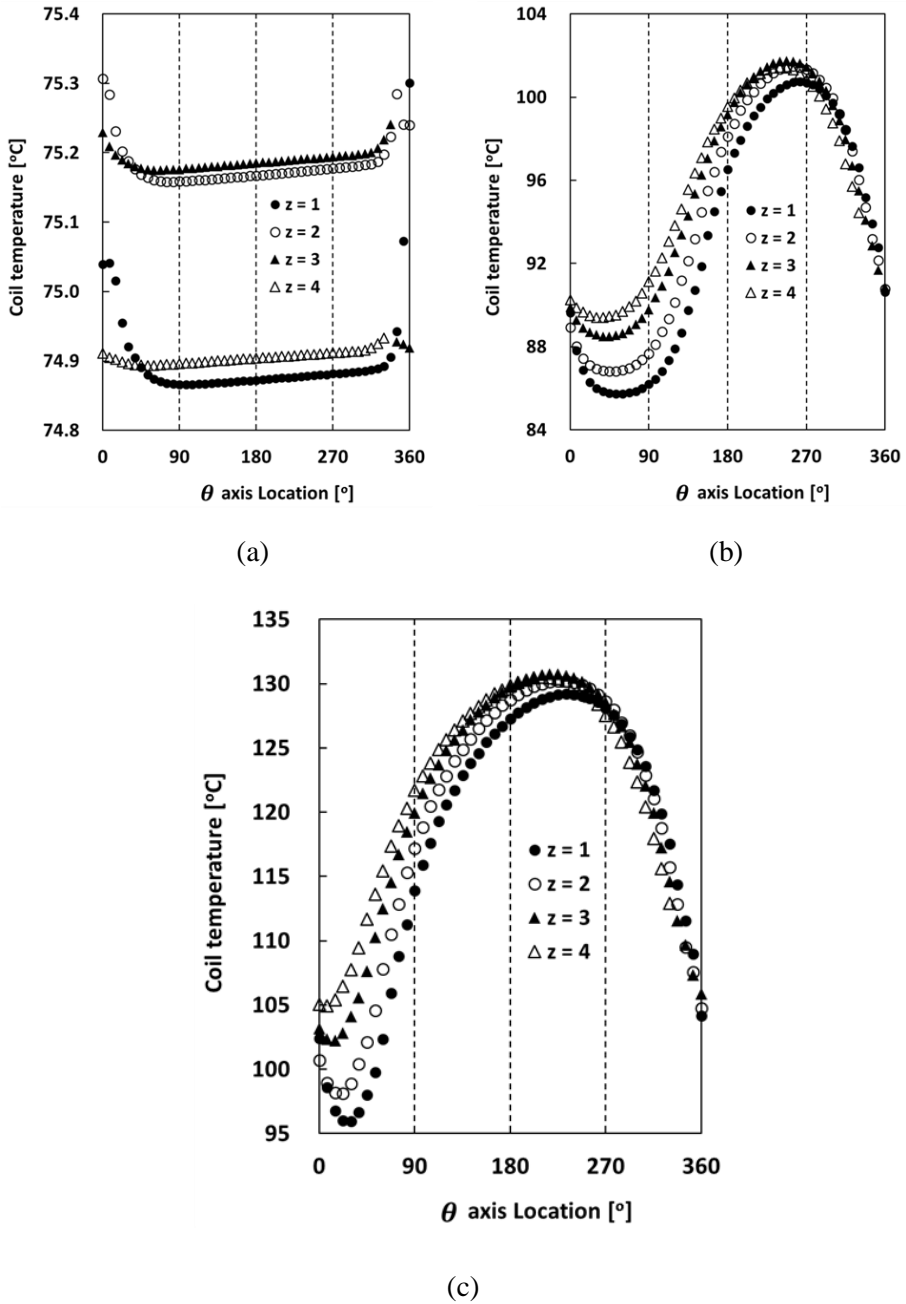 75.4
75.3
75.2
75.1
75.0
74.9
74.8
Coil temperature [°C]
z = 1
z = 2
z = 3
z = 4
0 90 180 270 360
θ axis Location [°]
(a)
104
100
96
92
88
84
Coil temperature [°C]
z = 1
z = 2
z = 3
z = 4
0 90 180 270 360
θ axis Location [°]
(b)
135
130
125
120
115
110
105
100
95
Coil temperature [°C]
z = 1
z = 2
z = 3
z = 4
0 90 180 270 360
θ axis Location [°]
(c)